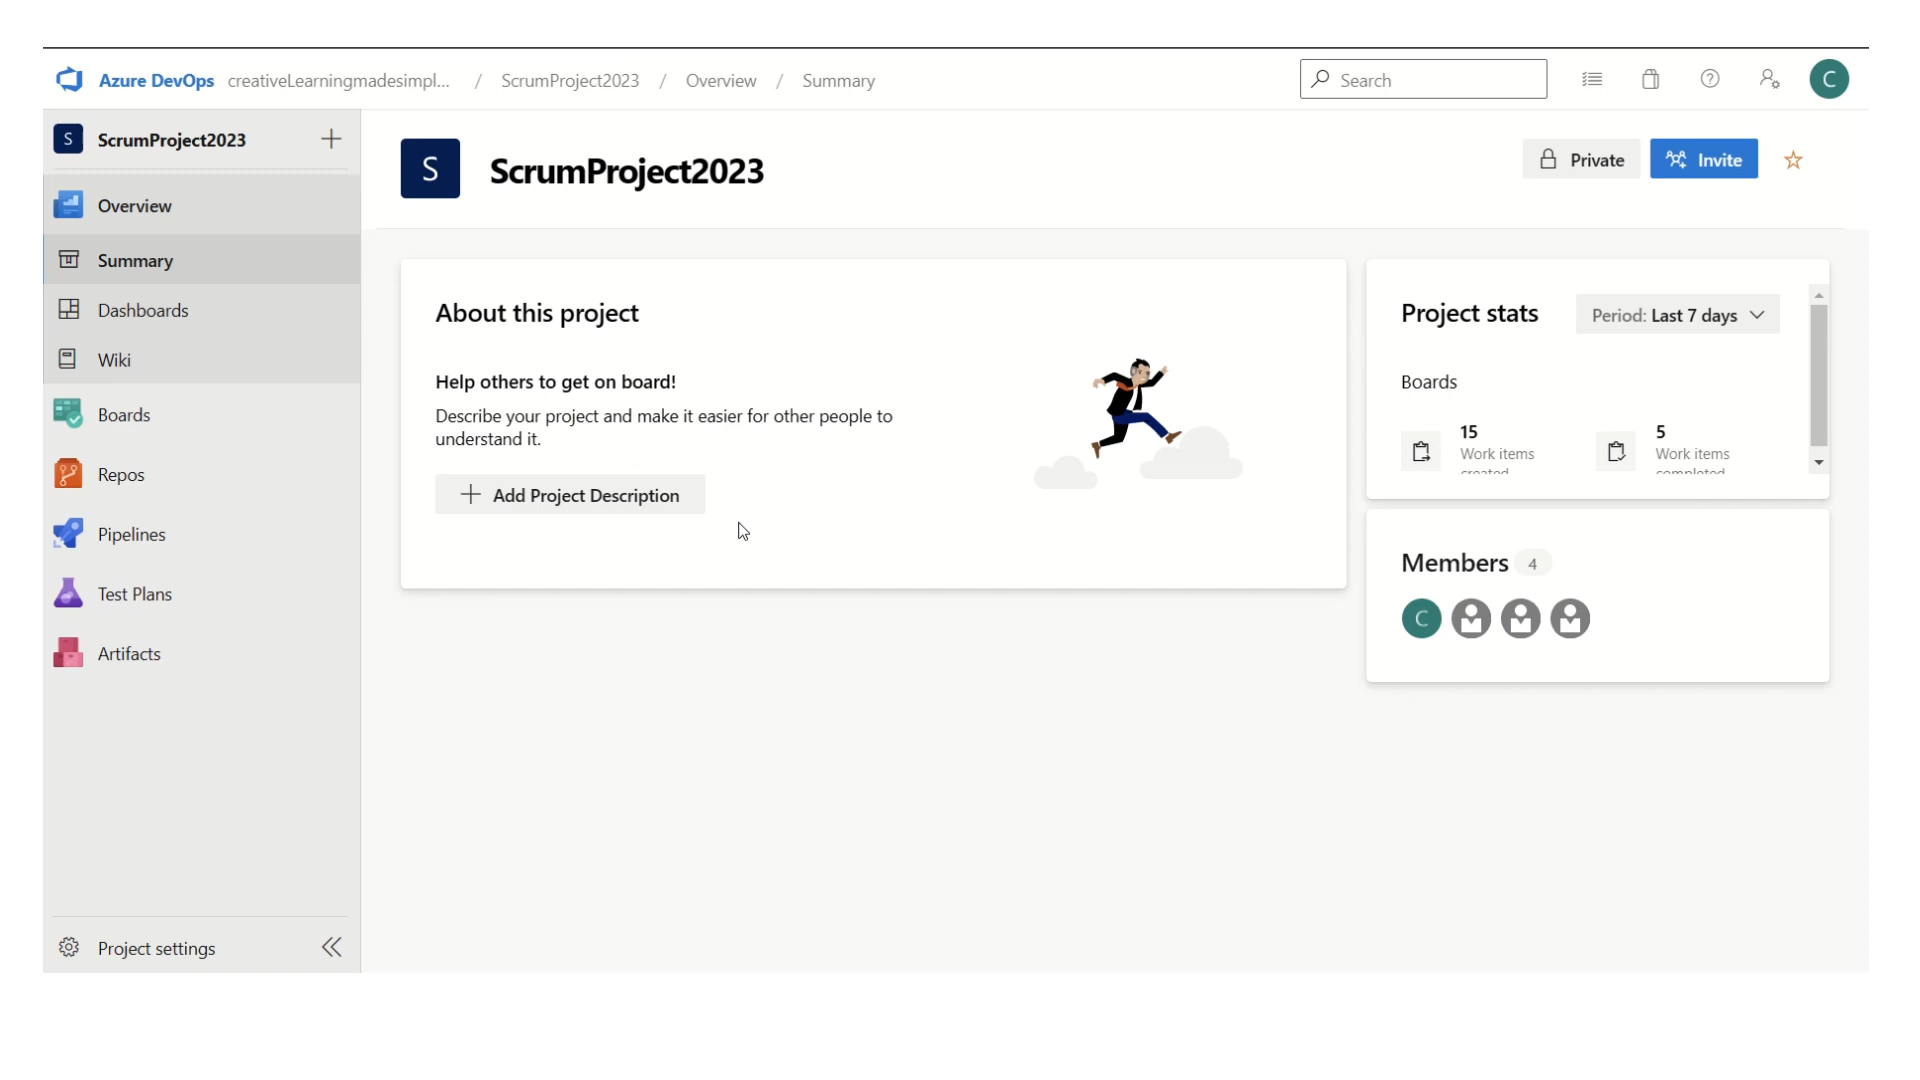 Azure DevOps creativeLearningmadesimpl... / ScrumProject2023 / Overview / Summary
Search
C
S ScrumProject2023
Overview
Summary
Dashboards
Wiki
Boards
Repos
Pipelines
Test Plans
Artifacts
Project settings
S ScrumProject2023
Private
Invite
About this project
Help others to get on board!
Describe your project and make it easier for other people to
understand it.
Add Project Description
Project stats
Period: Last 7 days
Boards
15
Work items
created
5
Work items
completed
Members 4
C